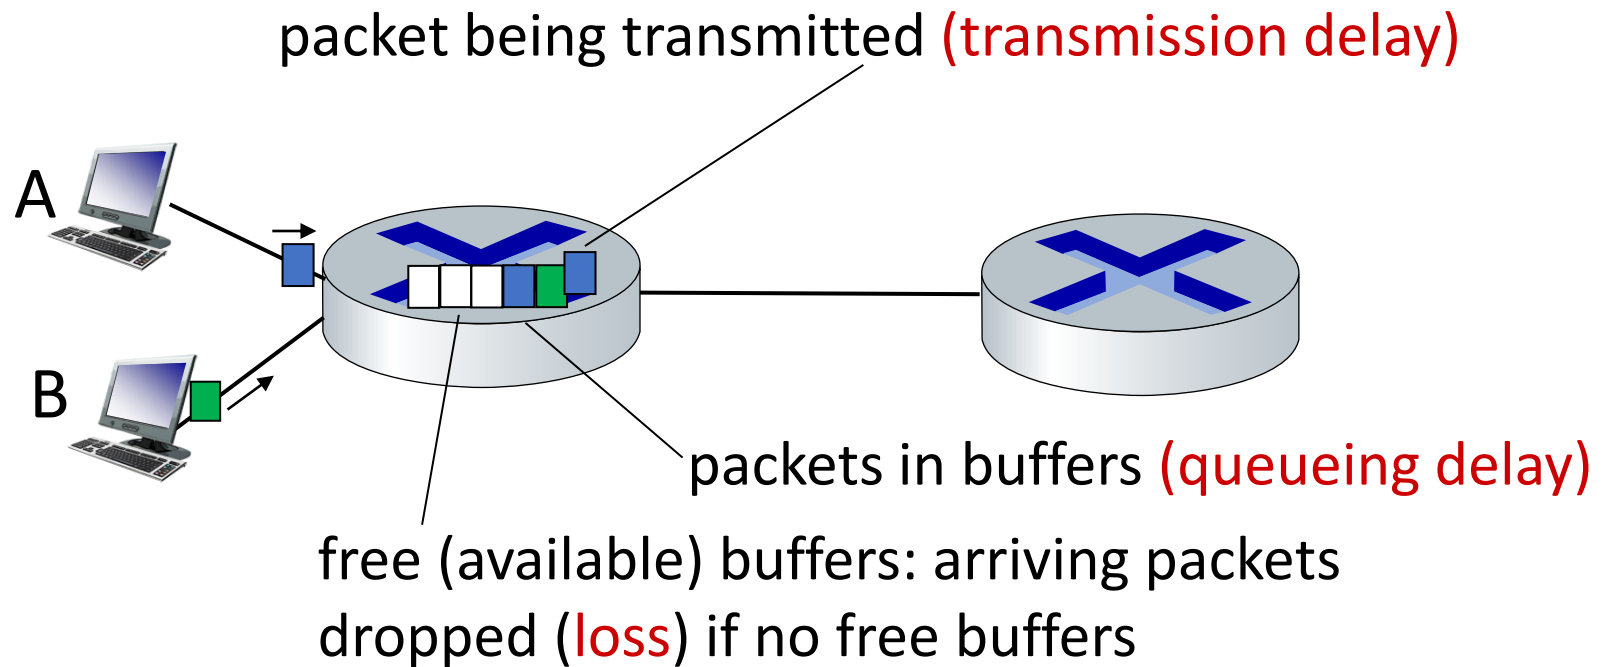 packet being transmitted (transmission delay)
A
B
packets in buffers (queueing delay)
free (available) buffers: arriving packets
dropped (loss) if no free buffers